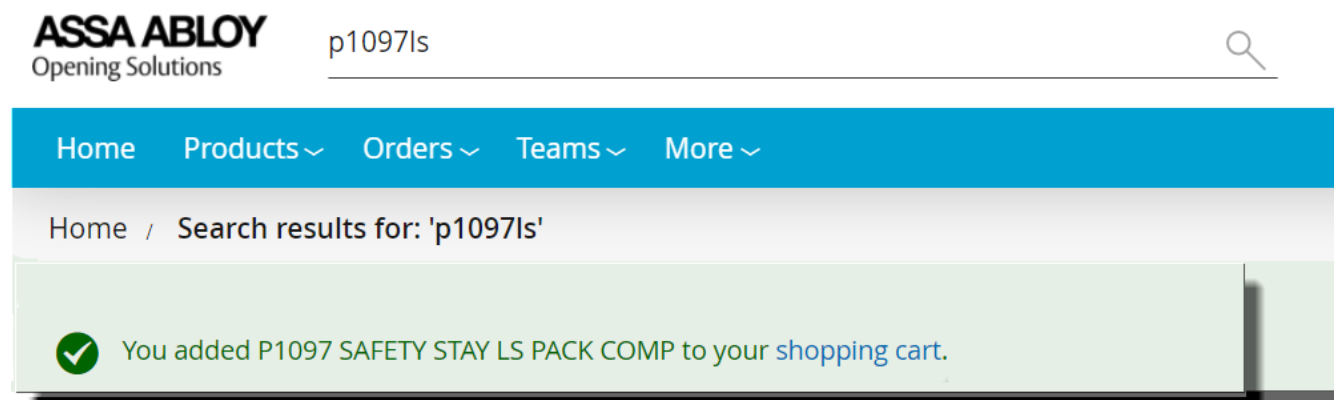 ASSA ABLOY
Opening Solutions
p1097ls
Home Products Orders Teams More
Home / Search results for: 'p1097ls'
You added P1097 SAFETY STAY LS PACK COMP to your shopping cart.